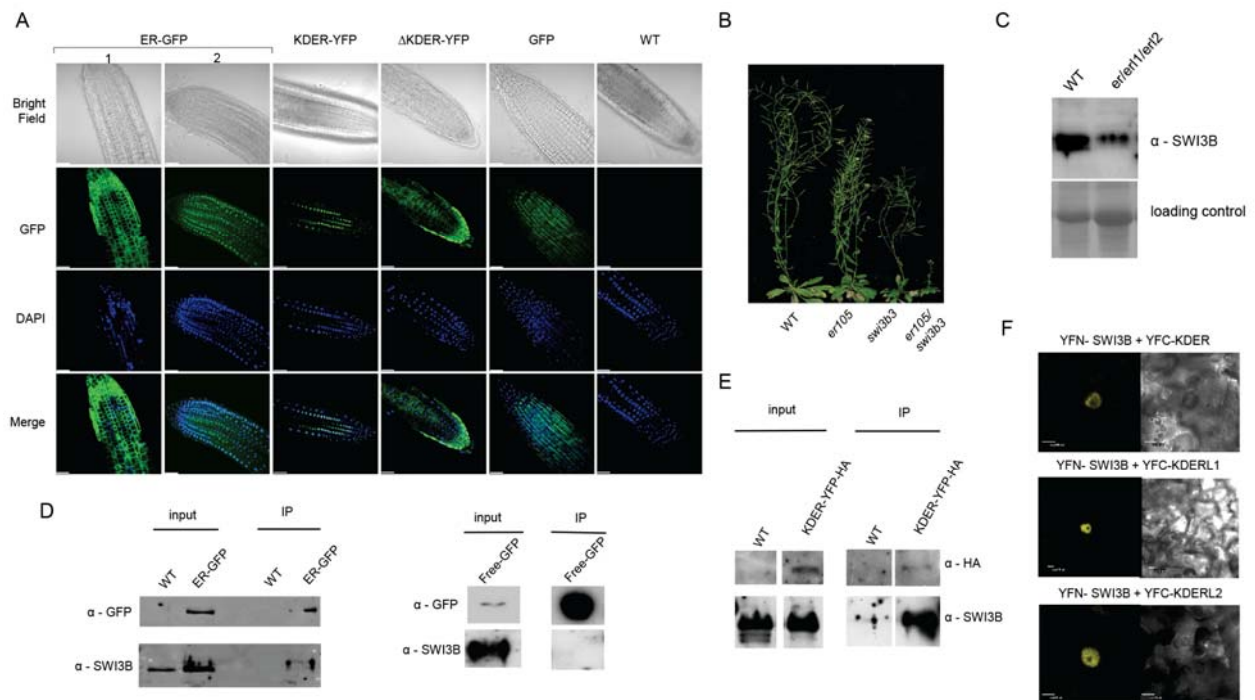 A
ER-GFP KDER-YFP ΔKDER-YFP GFP WT
1 2
Bright
Field
GFP
DAPI
Merge
B
WT er105 swi3b3 er105/
swi3b3
C
WT er/erl1/erl2
α - SWI3B
loading control
D
input IP
WT ER-GFP WT ER-GFP
α - GFP
α - SWI3B
input IP
Free-GFP Free-GFP
α - GFP
α - SWI3B
E
input IP
WT KDER-YFP-HA WT KDER-YFP-HA
α - HA
α - SWI3B
F
YFN- SWI3B + YFC-KDER
YFN- SWI3B + YFC-KDERL1
YFN- SWI3B + YFC-KDERL2